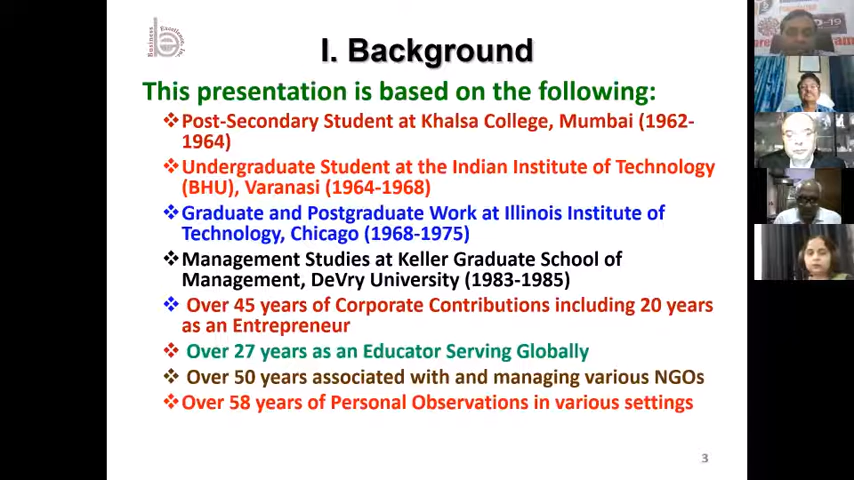 Business
Excellence, Inc.
be
I. Background
This presentation is based on the following:
❖Post-Secondary Student at Khalsa College, Mumbai (1962-
1964)
❖Undergraduate Student at the Indian Institute of Technology
(BHU), Varanasi (1964-1968)
❖Graduate and Postgraduate Work at Illinois Institute of
Technology, Chicago (1968-1975)
❖Management Studies at Keller Graduate School of
Management, DeVry University (1983-1985)
❖ Over 45 years of Corporate Contributions including 20 years
as an Entrepreneur
❖ Over 27 years as an Educator Serving Globally
❖ Over 50 years associated with and managing various NGOs
❖Over 58 years of Personal Observations in various settings
3